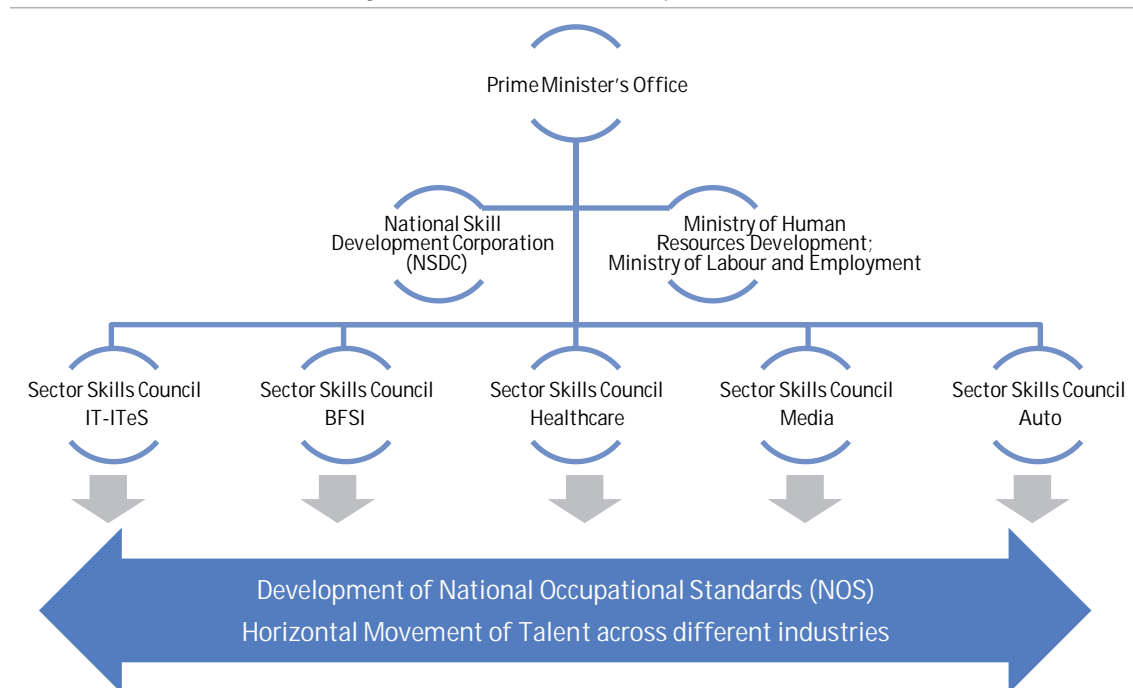 Prime Minister's Office
National Skill
Development Corporation
(NSDC)
Ministry of Human
Resources Development;
Ministry of Labour and Employment
Sector Skills Council
IT-ITeS
Sector Skills Council
BFSI
Sector Skills Council
Healthcare
Sector Skills Council
Media
Sector Skills Council
Auto
Development of National Occupational Standards (NOS)
Horizontal Movement of Talent across different industries